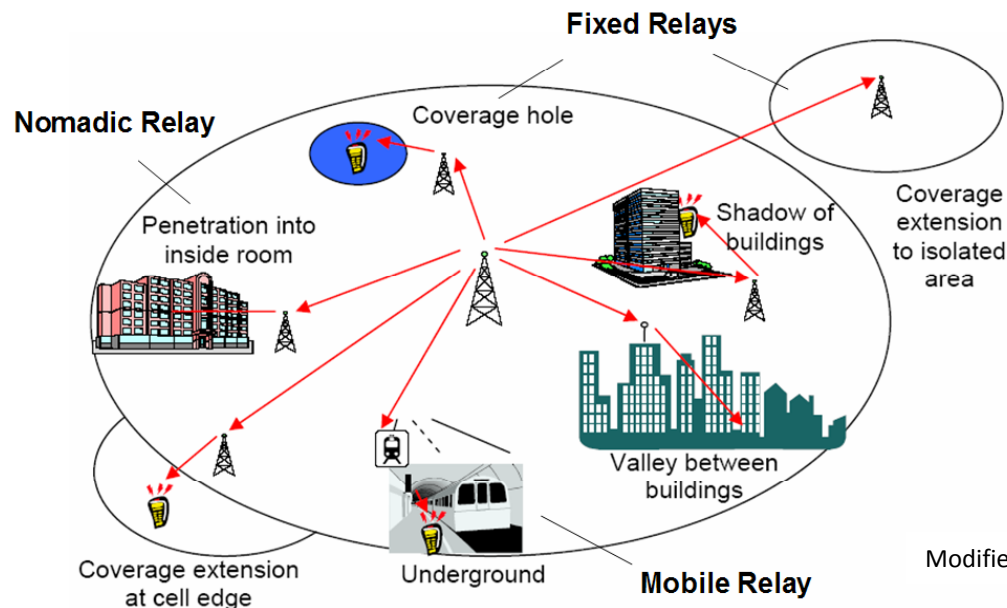 Fixed Relays
Coverage hole
Nomadic Relay
Penetration into
inside room
Shadow of
buildings
Coverage
extension
to isolated
area
Valley between
buildings
Coverage extension
at cell edge
Underground
Mobile Relay
Modifie